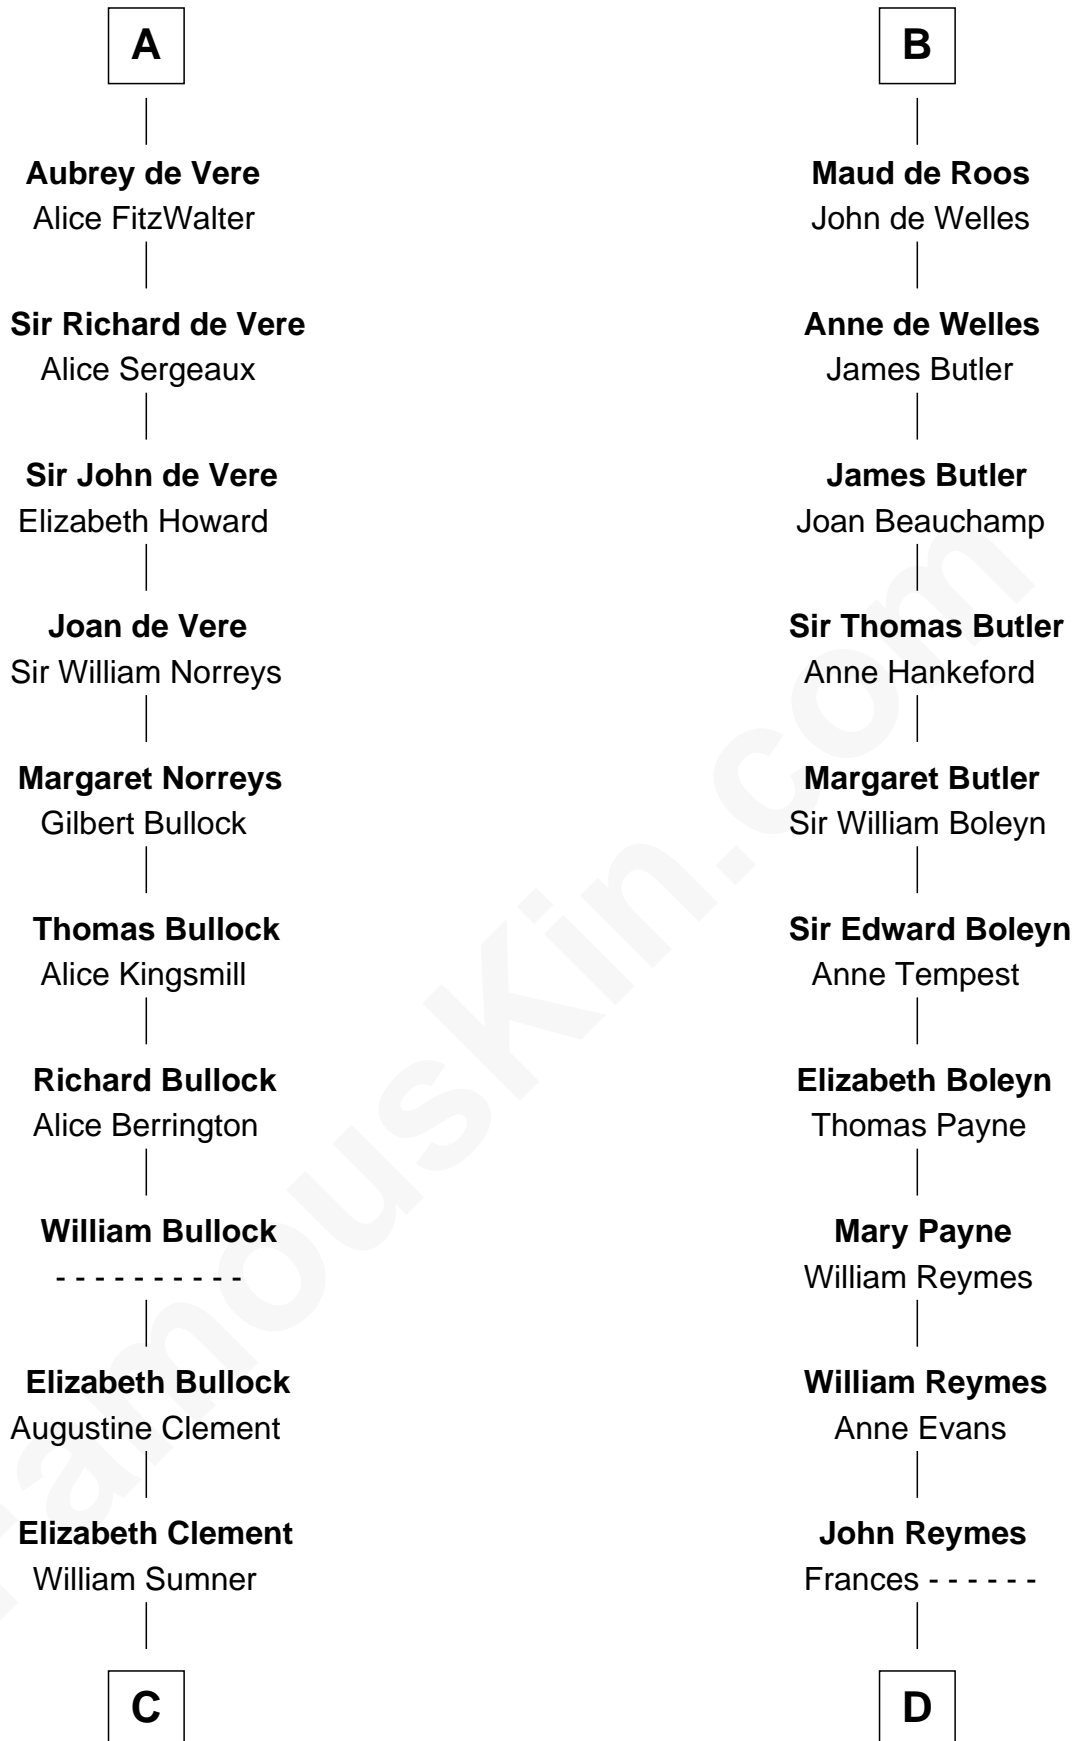 A
Aubrey de Vere
Alice FitzWalter
Sir Richard de Vere
Alice Sergeaux
Sir John de Vere
Elizabeth Howard
Joan de Vere
Sir William Norreys
Margaret Norreys
Gilbert Bullock
Thomas Bullock
Alice Kingsmill
Richard Bullock
Alice Berrington
William Bullock
- - - - - - - - - -
Elizabeth Bullock
Augustine Clement
Elizabeth Clement
William Sumner
C
B
Maud de Roos
John de Welles
Anne de Welles
James Butler
James Butler
Joan Beauchamp
Sir Thomas Butler
Anne Hankeford
Margaret Butler
Sir William Boleyn
Sir Edward Boleyn
Anne Tempest
Elizabeth Boleyn
Thomas Payne
Mary Payne
William Reymes
William Reymes
Anne Evans
John Reymes
Frances - - - - - -
D
FamousKin.com